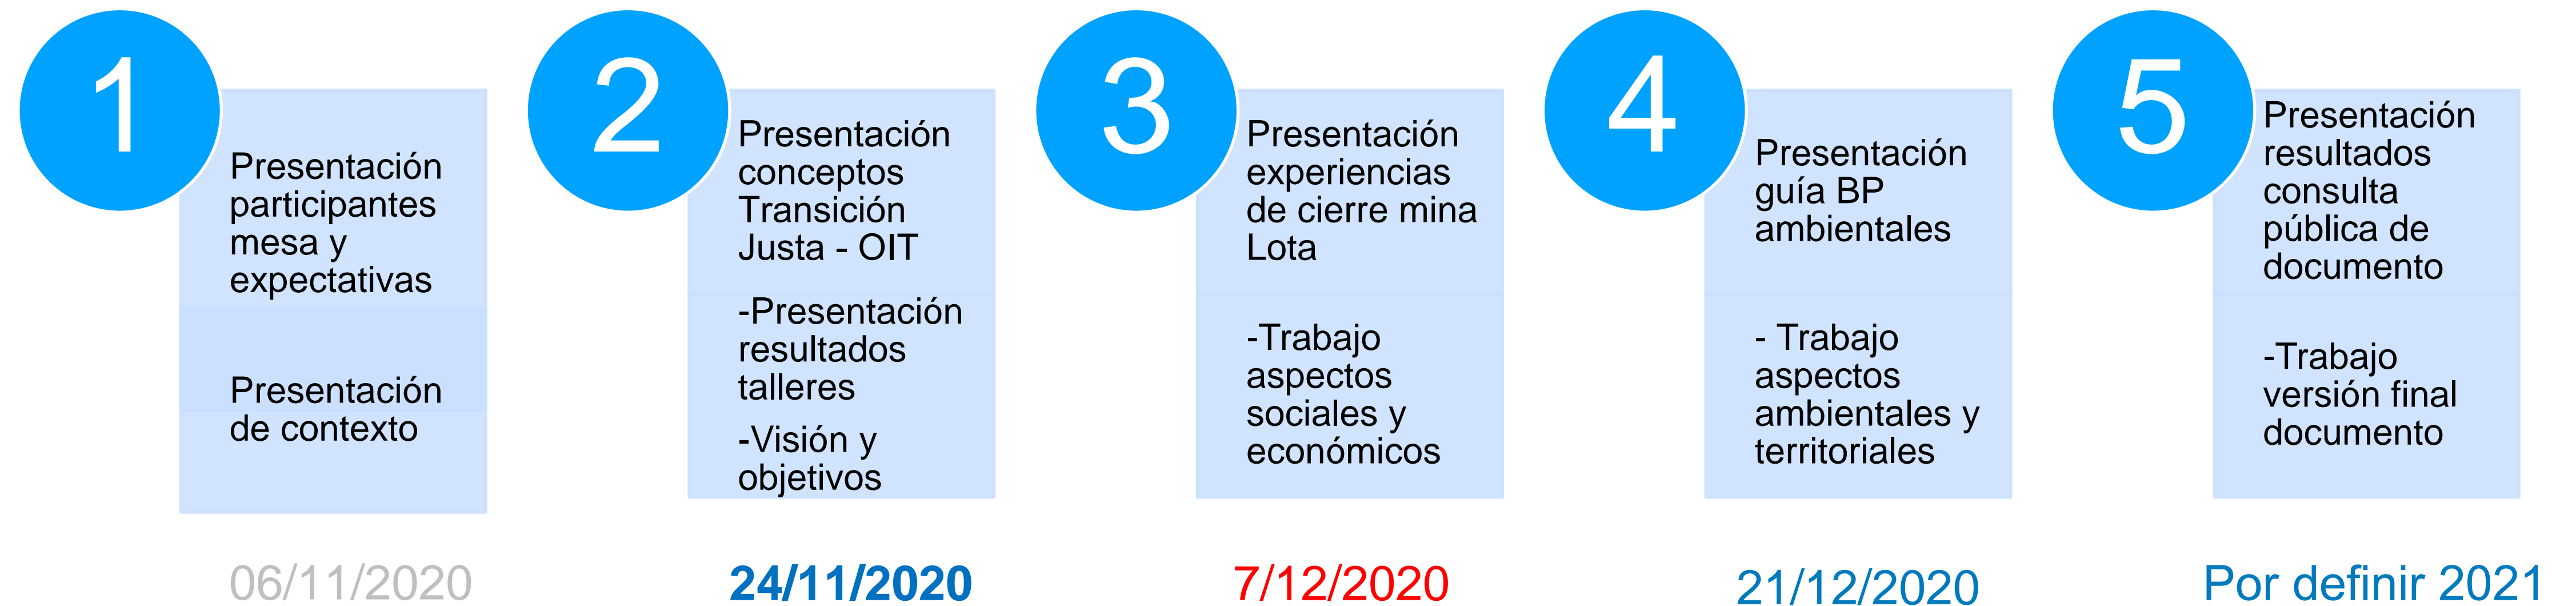 1
Presentación
participantes
mesa y
expectativas
Presentación
de contexto
06/11/2020
2
Presentación
conceptos
Transición
Justa - OIT
-Presentación
resultados
talleres
-Visión y
objetivos
24/11/2020
3
Presentación
experiencias
de cierre mina
Lota
-Trabajo
aspectos
sociales y
económicos
7/12/2020
4
Presentación
guía BP
ambientales
- Trabajo
aspectos
ambientales y
territoriales
21/12/2020
5
Presentación
resultados
consulta
pública de
documento
-Trabajo
versión final
documento
Por definir 2021